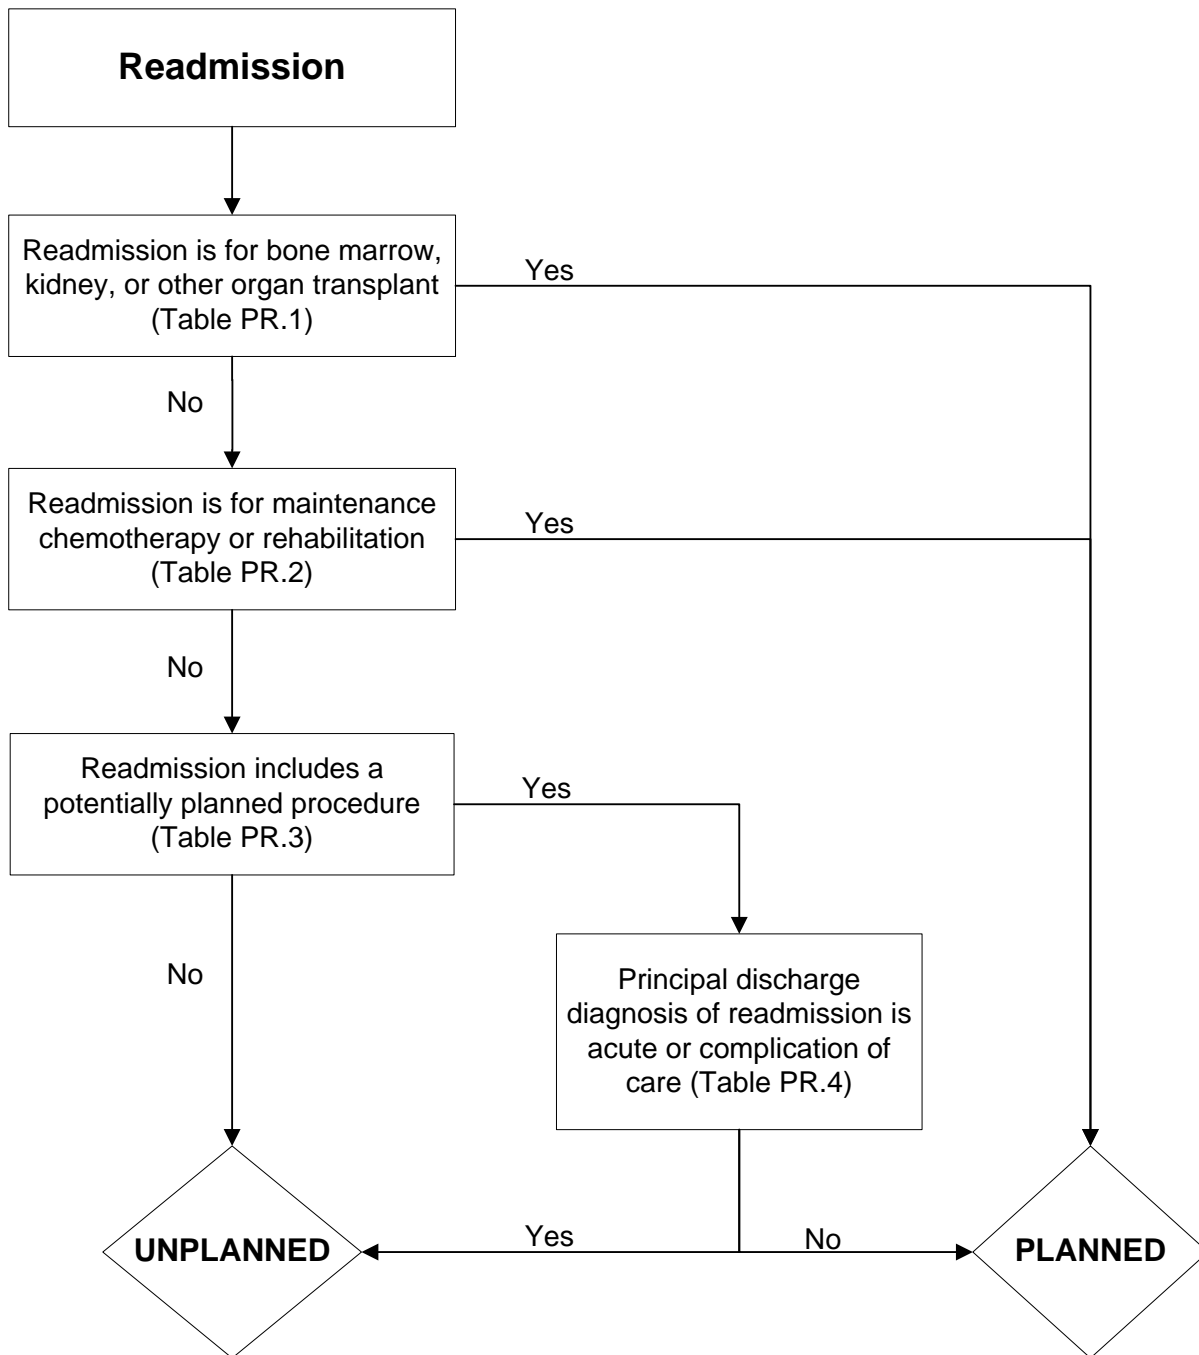 Readmission
Readmission is for bone marrow,
kidney, or other organ transplant
(Table PR.1)
Yes
No
Readmission is for maintenance
chemotherapy or rehabilitation
(Table PR.2)
Yes
No
Readmission includes a
potentially planned procedure
(Table PR.3)
Yes
No
Principal discharge
diagnosis of readmission is
acute or complication of
care (Table PR.4)
UNPLANNED
Yes
No
PLANNED